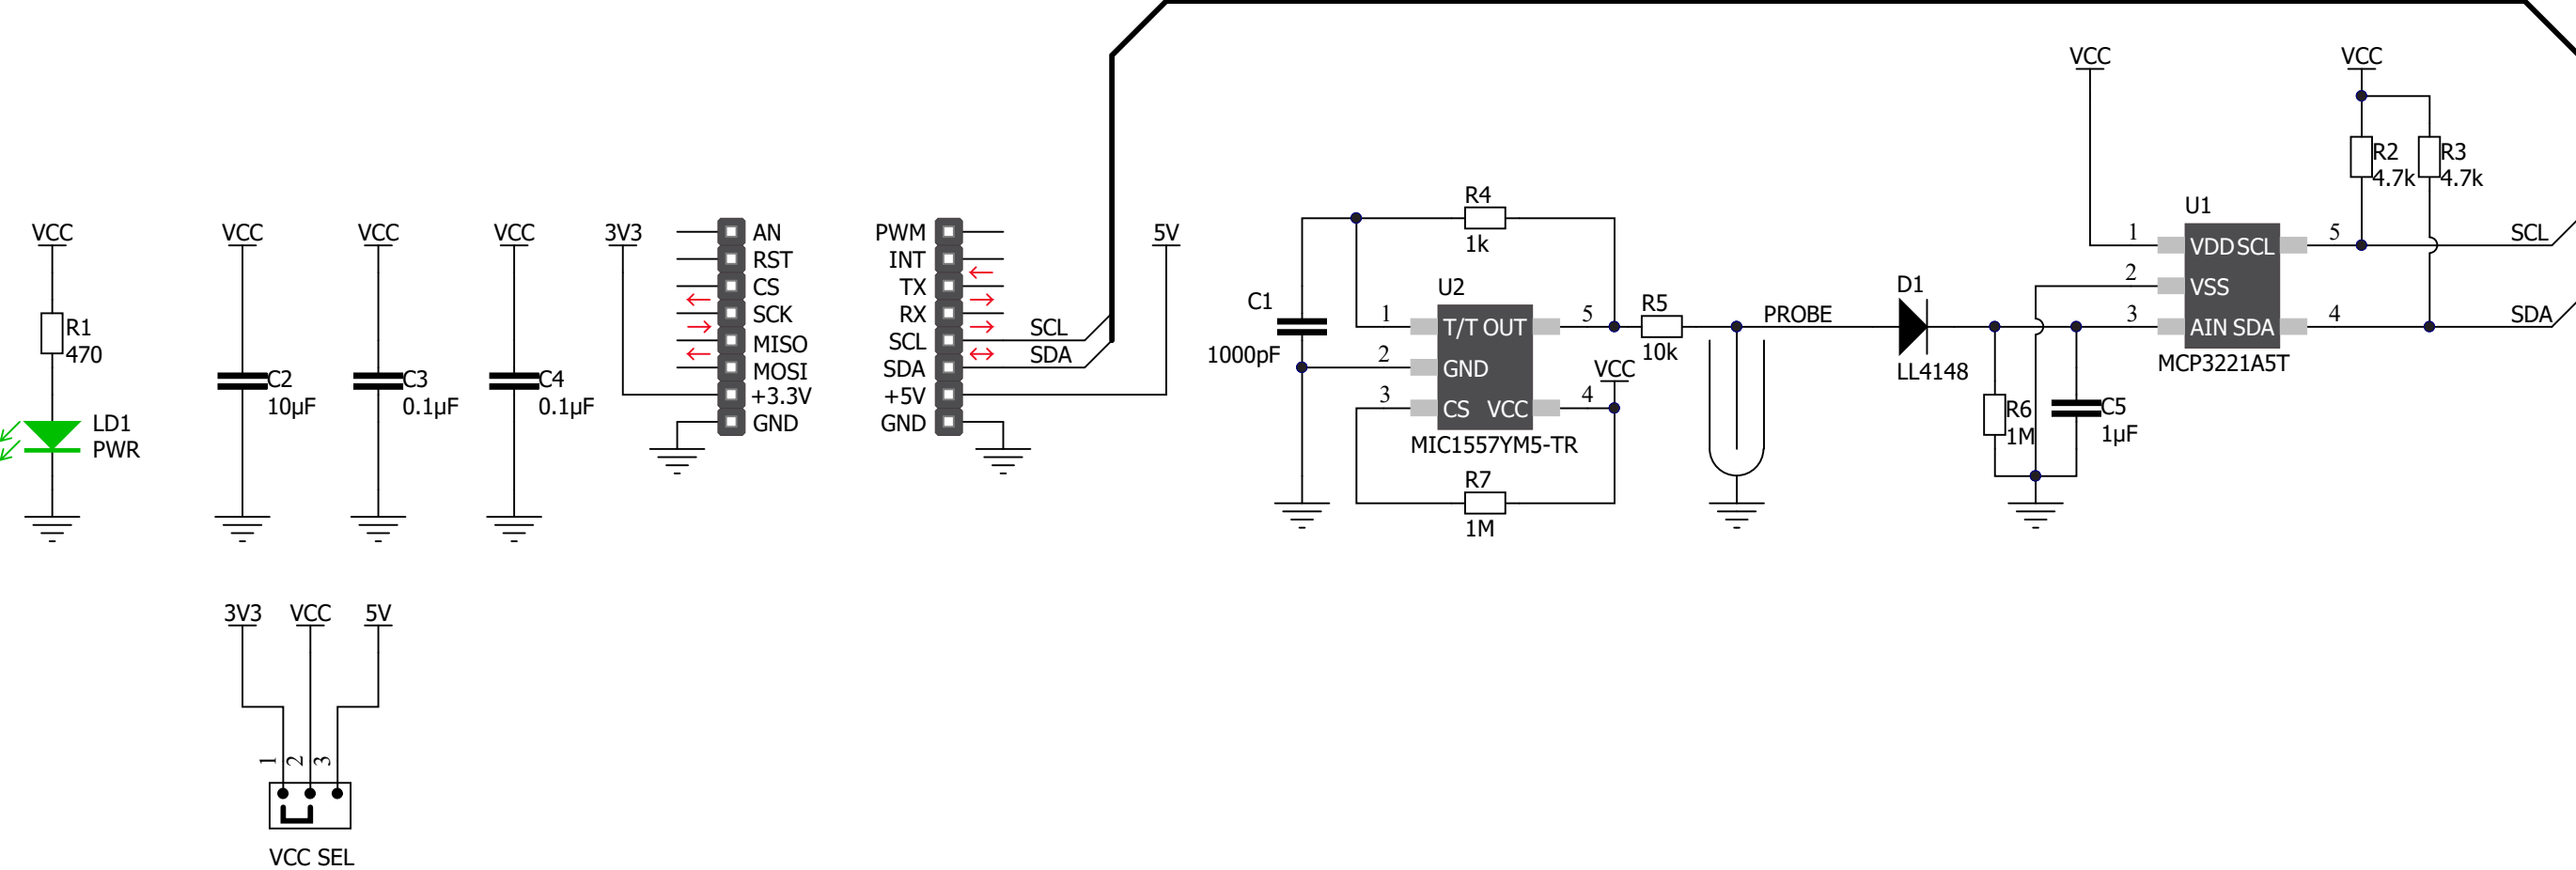 VCC
R1
470
LD1
PWR
VCC
C2
10µF
VCC
C3
0.1µF
VCC
C4
0.1µF
3V3
AN
RST
CS
SCK
MISO
MOSI
+3.3V
GND
PWM
INT
TX
RX
SCL
SDA
+5V
GND
SCL
SDA
5V
C1
1000pF
R4
1k
U2
1
2
3
T/T OUT
GND
CS VCC
5
4
MIC1557YM5-TR
R7
1M
VCC
R5
10k
PROBE
D1
LL4148
R6
1M
C5
1µF
VCC
U1
1
2
3
VDD SCL
VSS
AIN SDA
5
4
MCP3221A5T
VCC
R2
4.7k
R3
4.7k
SCL
SDA
3V3 VCC 5V
1 2 3
VCC SEL